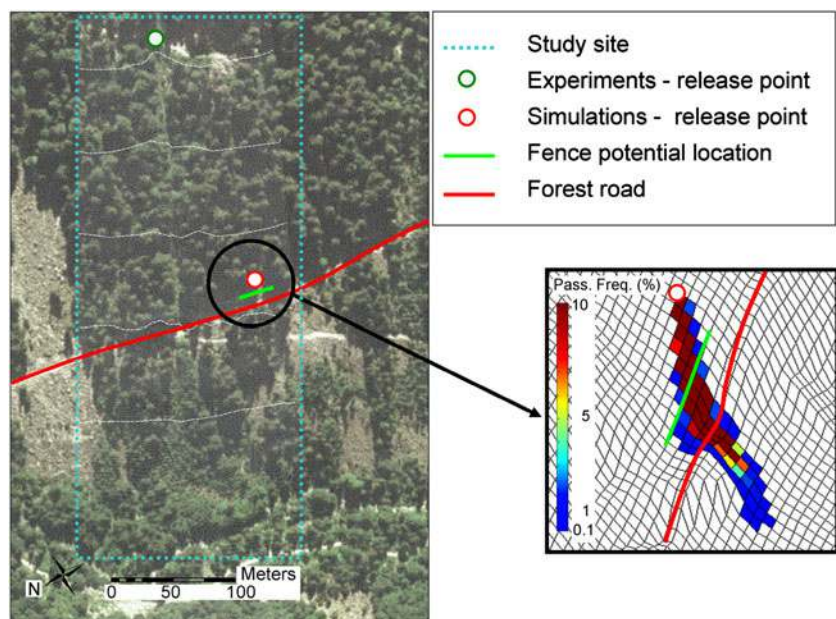 Study site
Experiments - release point
Simulations - release point
Fence potential location
Forest road
Pass. Freq. (%)
10
5
1
0.1
N
Meters
0 50 100